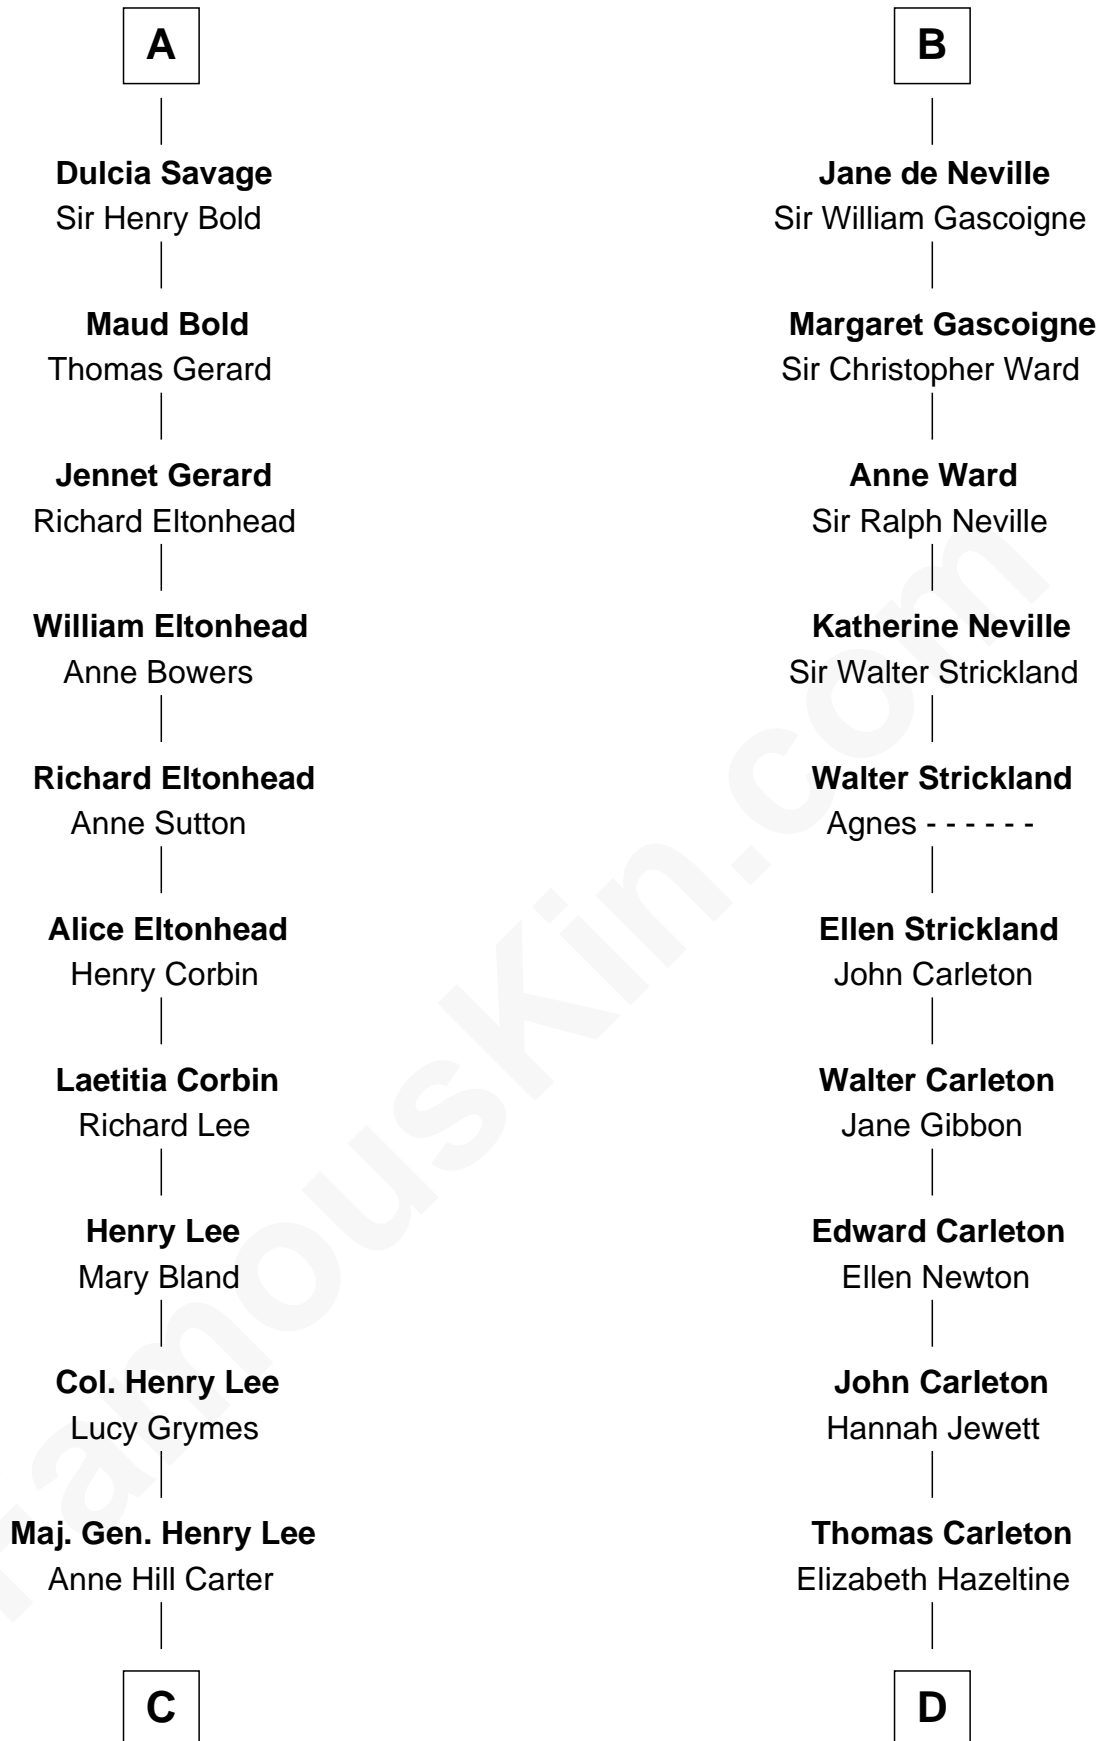 A
Dulcia Savage
Sir Henry Bold
Maud Bold
Thomas Gerard
Jennet Gerard
Richard Eltonhead
William Eltonhead
Anne Bowers
Richard Eltonhead
Anne Sutton
Alice Eltonhead
Henry Corbin
Laetitia Corbin
Richard Lee
Henry Lee
Mary Bland
Col. Henry Lee
Lucy Grymes
Maj. Gen. Henry Lee
Anne Hill Carter
C
B
Jane de Neville
Sir William Gascoigne
Margaret Gascoigne
Sir Christopher Ward
Anne Ward
Sir Ralph Neville
Katherine Neville
Sir Walter Strickland
Walter Strickland
Agnes - - - - - -
Ellen Strickland
John Carleton
Walter Carleton
Jane Gibbon
Edward Carleton
Ellen Newton
John Carleton
Hannah Jewett
Thomas Carleton
Elizabeth Hazeltine
D
FamousKin.com